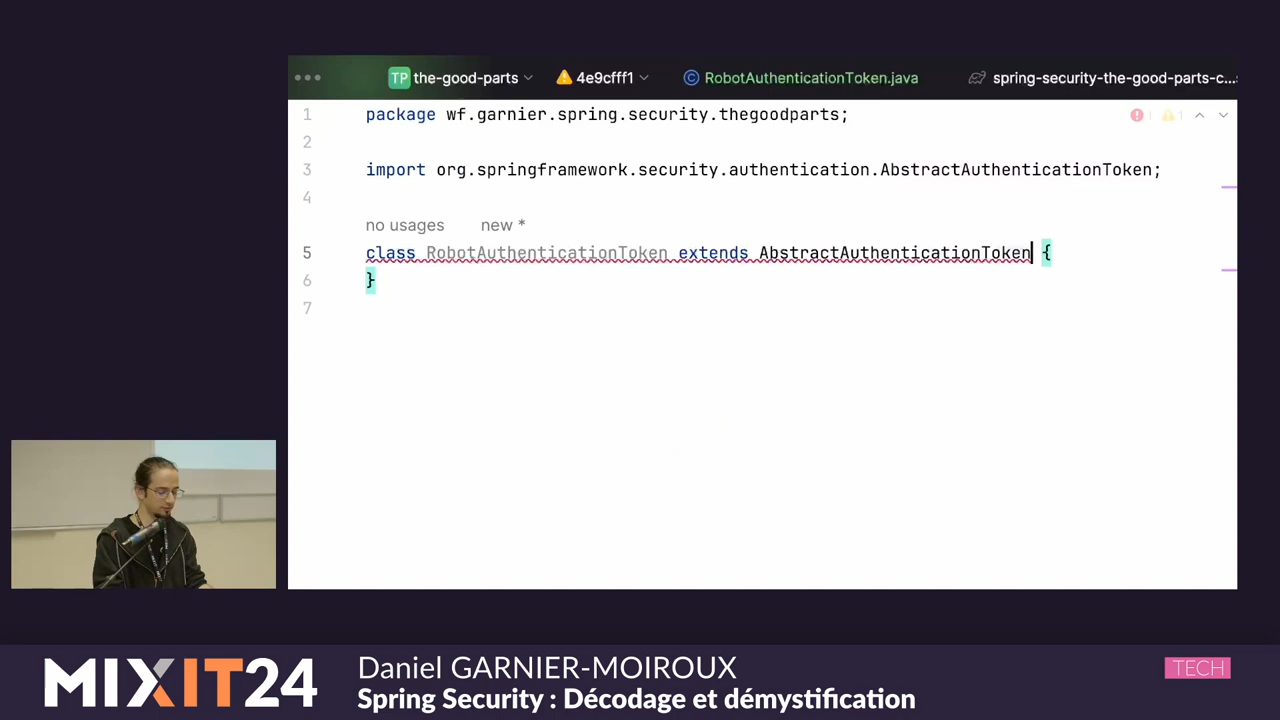 TP the-good-parts
4e9cfff1
RobotAuthenticationToken.java
spring-security-the-good-parts-c...
1 package wf.garnier.spring.security.thegoodparts;
1 1
2
3 import org.springframework.security.authentication.AbstractAuthenticationToken;
4
no usages new *
5 class RobotAuthenticationToken extends AbstractAuthenticationToken {
6 }
7
MIXIT24
Daniel GARNIER-MOIROUX
TECH
Spring Security : Décodage et démystification